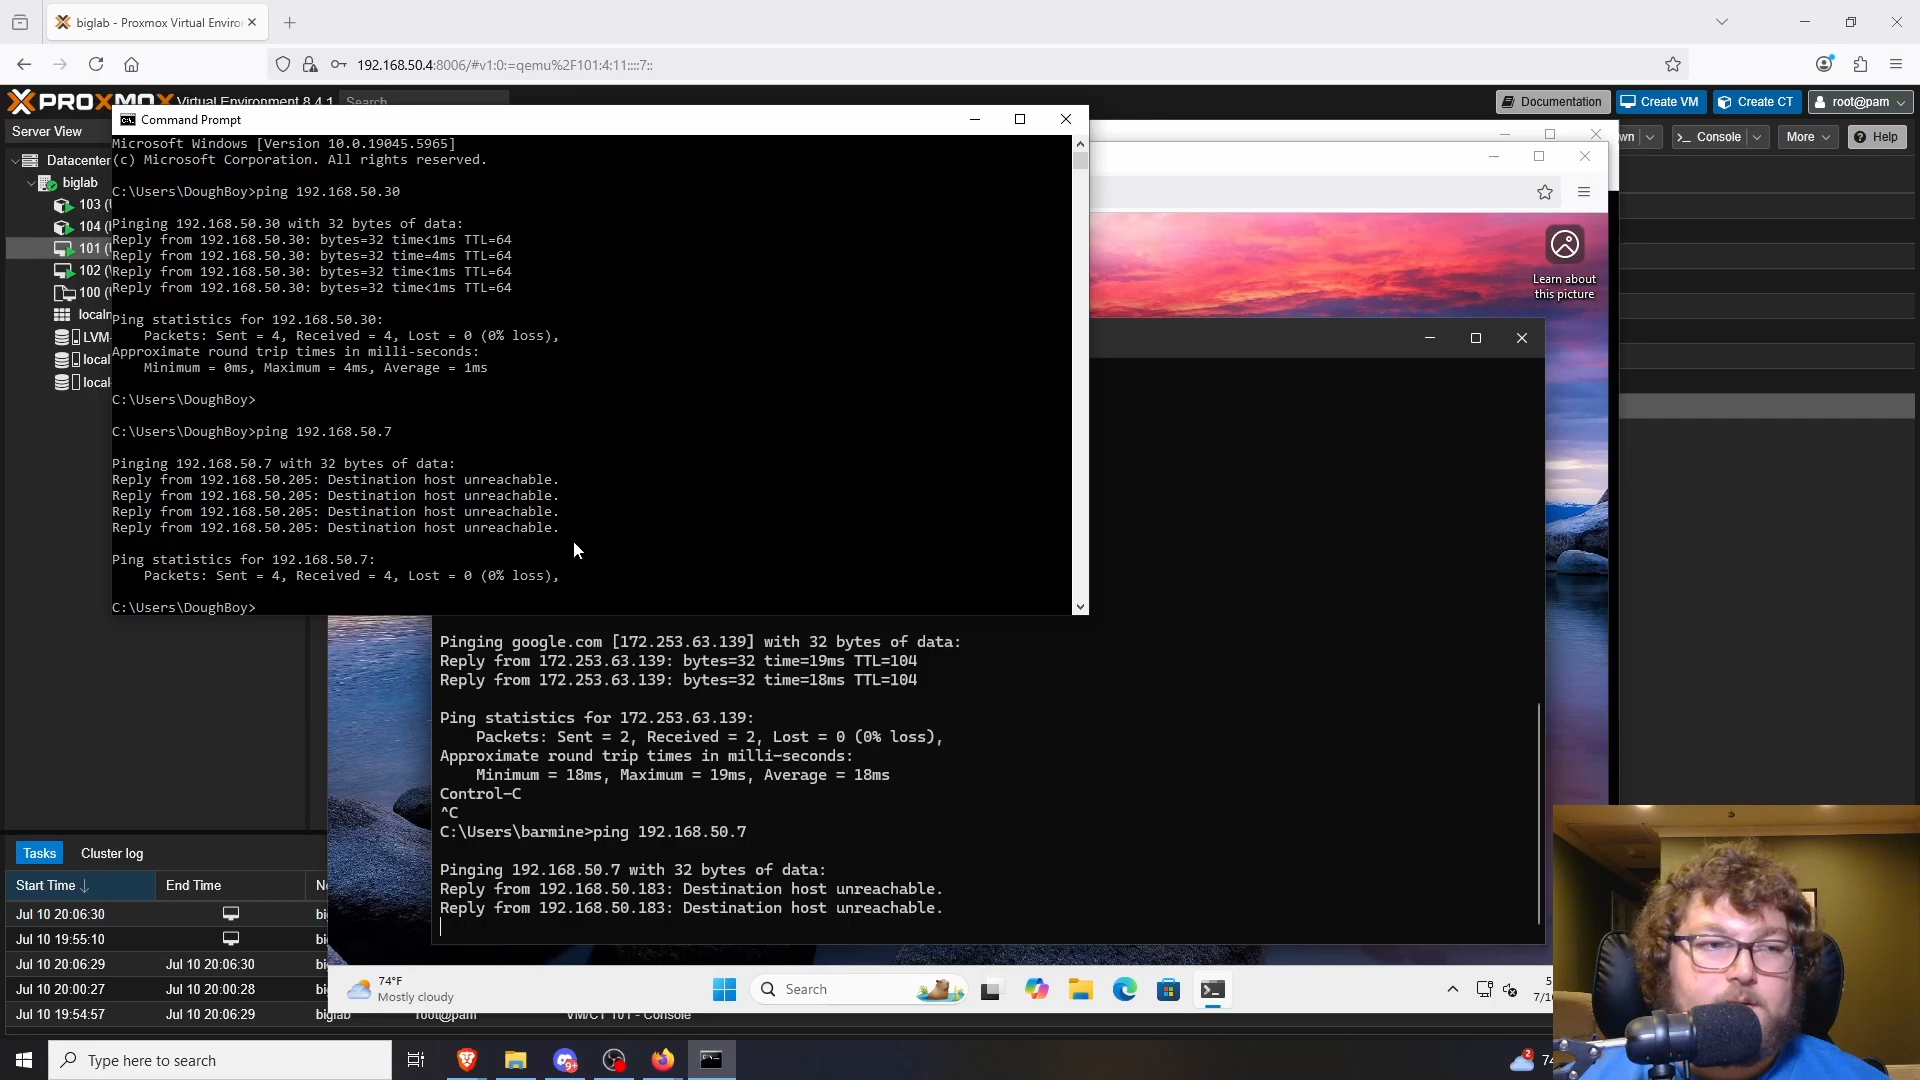 biglab - Proxmox Virtual Enviro
192.168.50.4:8006/#v1:0:=qemu%2F101:4:11::::7::
PROXMOX Virtual Environment 8.4.1 Search
Documentation
Create VM
Create CT
root@pam
Server View
Console
More
Help
Datacenter
biglab
103
104
101
102
100
LVM
local
local
Command Prompt
Microsoft Windows [Version 10.0.19045.5965]
(c) Microsoft Corporation. All rights reserved.
C:\Users\DoughBoy>ping 192.168.50.30
Pinging 192.168.50.30 with 32 bytes of data:
Reply from 192.168.50.30: bytes=32 time<1ms TTL=64
Reply from 192.168.50.30: bytes=32 time=4ms TTL=64
Reply from 192.168.50.30: bytes=32 time<1ms TTL=64
Reply from 192.168.50.30: bytes=32 time<1ms TTL=64
Ping statistics for 192.168.50.30:
Packets: Sent = 4, Received = 4, Lost = 0 (0% loss),
Approximate round trip times in milli-seconds:
Minimum = 0ms, Maximum = 4ms, Average = 1ms
C:\Users\DoughBoy>
C:\Users\DoughBoy>ping 192.168.50.7
Pinging 192.168.50.7 with 32 bytes of data:
Reply from 192.168.50.205: Destination host unreachable.
Reply from 192.168.50.205: Destination host unreachable.
Reply from 192.168.50.205: Destination host unreachable.
Reply from 192.168.50.205: Destination host unreachable.
Ping statistics for 192.168.50.7:
Packets: Sent = 4, Received = 4, Lost = 0 (0% loss),
C:\Users\DoughBoy>
Learn about
this picture
Pinging google.com [172.253.63.139] with 32 bytes of data:
Reply from 172.253.63.139: bytes=32 time=19ms TTL=104
Reply from 172.253.63.139: bytes=32 time=18ms TTL=104
Ping statistics for 172.253.63.139:
Packets: Sent = 2, Received = 2, Lost = 0 (0% loss),
Approximate round trip times in milli-seconds:
Minimum = 18ms, Maximum = 19ms, Average = 18ms
Control-C
^C
C:\Users\barmine>ping 192.168.50.7
Pinging 192.168.50.7 with 32 bytes of data:
Reply from 192.168.50.183: Destination host unreachable.
Reply from 192.168.50.183: Destination host unreachable.
Tasks Cluster log
Start Time End Time
Jul 10 20:06:30
Jul 10 19:55:10
Jul 10 20:06:29 Jul 10 20:06:30
Jul 10 20:00:27 Jul 10 20:00:28
Jul 10 19:54:57 Jul 10 20:06:29 biglab root@pam VM/CT 101 - Console
74°F
Mostly cloudy
Search
Type here to search
9+
2